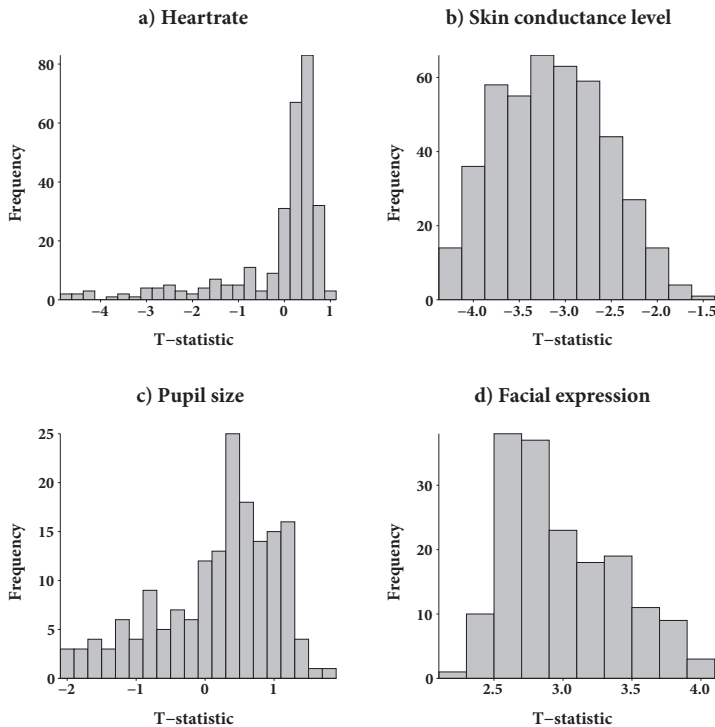 a) Heartrate
80
60
40
20
0
Frequency
−4 −3 −2 −1 0 1
T−statistic
b) Skin conductance level
60
40
20
0
Frequency
−4.0 −3.5 −3.0 −2.5 −2.0 −1.5
T−statistic
c) Pupil size
25
20
15
10
5
0
Frequency
−2 −1 0 1
T−statistic
d) Facial expression
30
20
10
0
Frequency
2.5 3.0 3.5 4.0
T−statistic